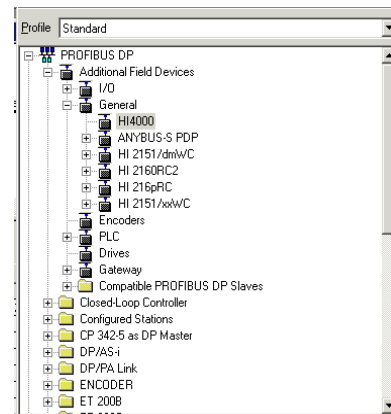 Profile Standard
PROFIBUS DP
Additional Field Devices
I/O
General
HI4000
ANYBUS-S PDP
HI 2151/dmWC
HI 2160RC2
HI 216pRC
HI 2151/xxWC
Encoders
PLC
Drives
Gateway
Compatible PROFIBUS DP Slaves
Closed-Loop Controller
Configured Stations
CP 342-5 as DP Master
DP/AS-i
DP/PA Link
ENCODER
ET 200B